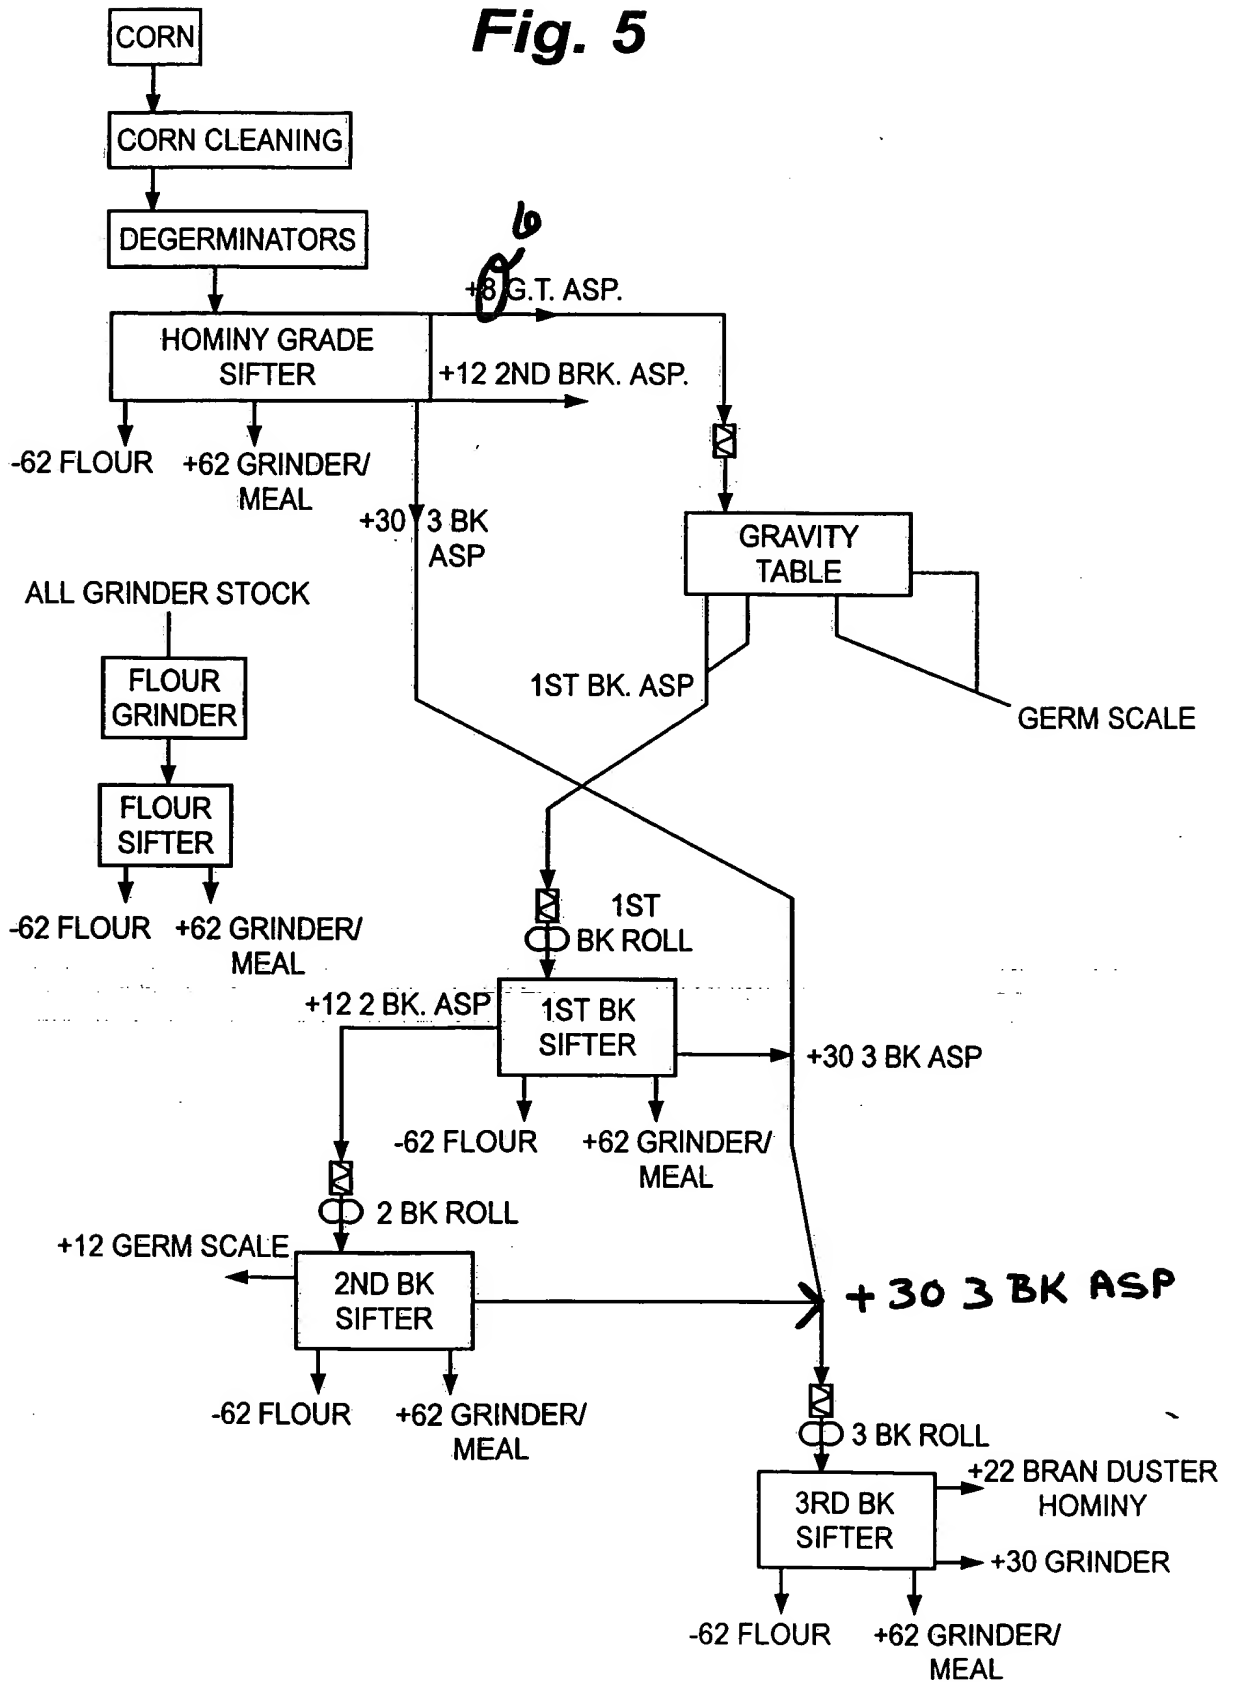 Fig. 5
CORN
CORN CLEANING
DEGERMINATORS
6
+8 G.T. ASP.
HOMINY GRADE
SIFTER
+12 2ND BRK. ASP.
-62 FLOUR
+62 GRINDER/
MEAL
+30 3 BK
ASP
GRAVITY
TABLE
ALL GRINDER STOCK
FLOUR
GRINDER
1ST BK. ASP
GERM SCALE
FLOUR
SIFTER
-62 FLOUR
+62 GRINDER/
MEAL
1ST
BK ROLL
+12 2 BK. ASP
1ST BK
SIFTER
+30 3 BK ASP
-62 FLOUR
+62 GRINDER/
MEAL
2 BK ROLL
+12 GERM SCALE
2ND BK
SIFTER
+30 3 BK ASP
-62 FLOUR
+62 GRINDER/
MEAL
3 BK ROLL
3RD BK
SIFTER
+22 BRAN DUSTER
HOMINY
+30 GRINDER
-62 FLOUR
+62 GRINDER/
MEAL